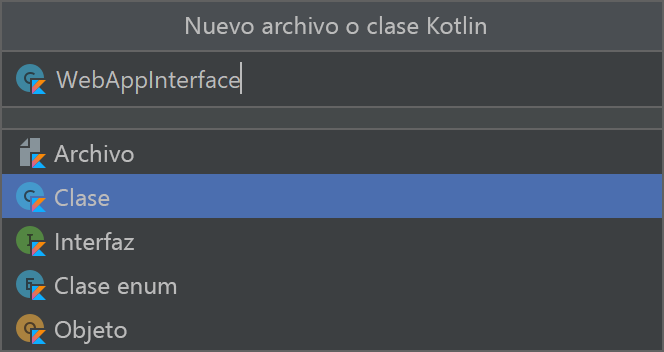 Nuevo archivo o clase Kotlin
WebAppInterface
Archivo
Clase
Interfaz
Clase enum
Objeto